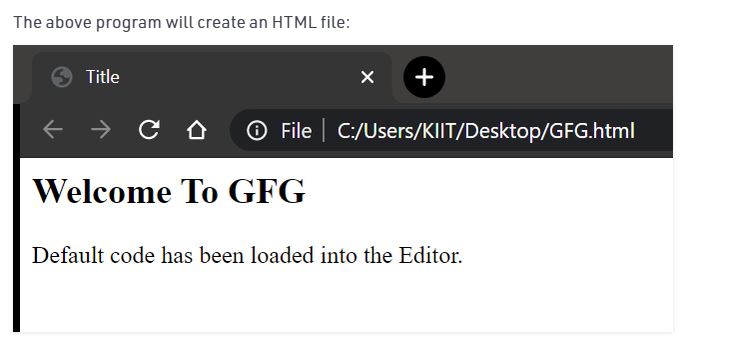 The above program will create an HTML file:
Title
File | C:/Users/KIIT/Desktop/GFG.html
Welcome To GFG
Default code has been loaded into the Editor.